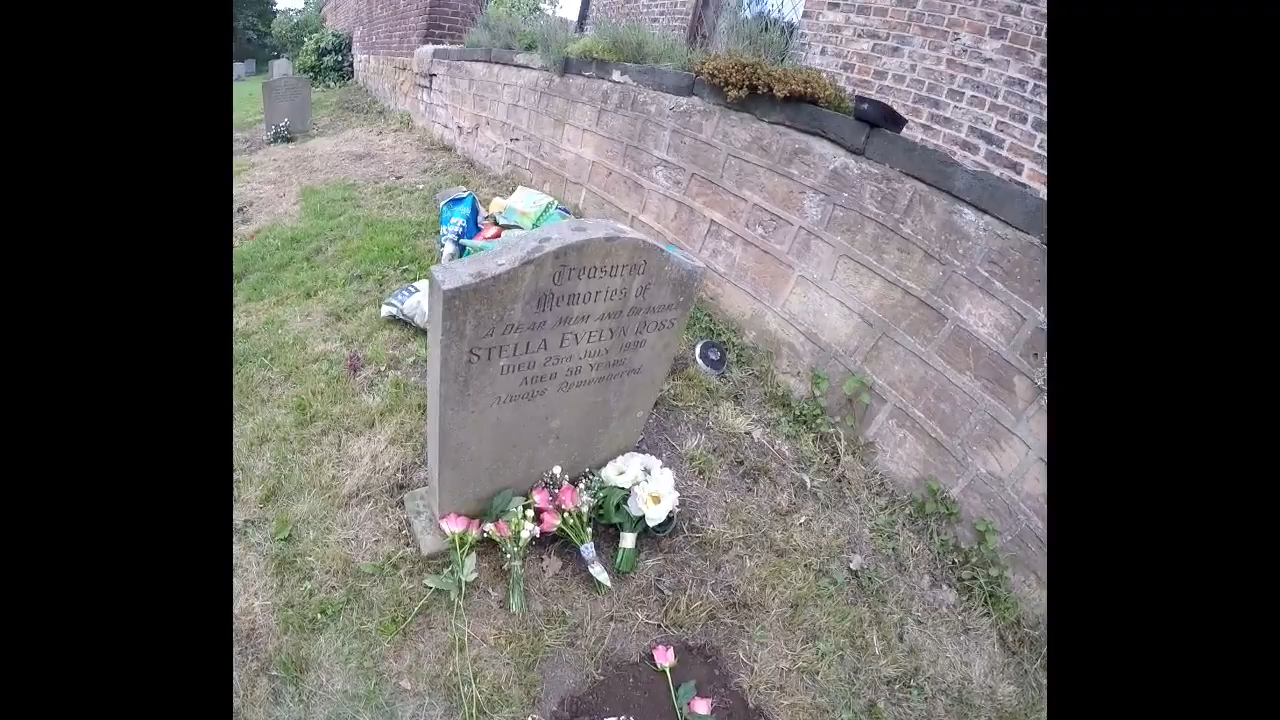 Treasured
Memories of
A DEAR MUM AND GRANDMA
STELLA EVELYN ROSS
DIED 23RD JULY 1990
AGED 58 YEARS
Always Remembered